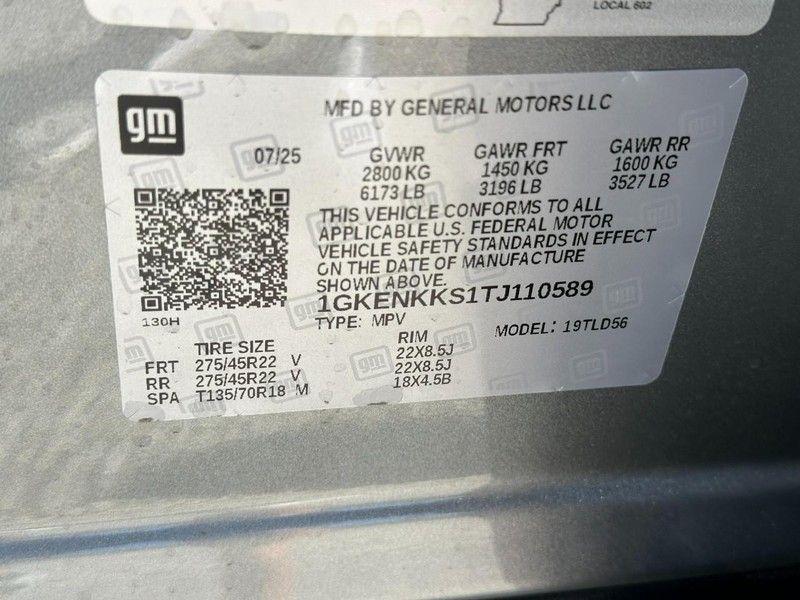 LOCAL 602
gm
MFD BY GENERAL MOTORS LLC
07/25 GVWR GAWR FRT GAWR RR
2800 KG 1450 KG 1600 KG
6173 LB 3196 LB 3527 LB
THIS VEHICLE CONFORMS TO ALL
APPLICABLE U.S. FEDERAL MOTOR
VEHICLE SAFETY STANDARDS IN EFFECT
ON THE DATE OF MANUFACTURE
SHOWN ABOVE.
1GKENKKS1TJ110589
130H
TYPE: MPV MODEL: 19TLD56
TIRE SIZE RIM
FRT 275/45R22 V 22X8.5J
RR 275/45R22 V 22X8.5J
SPA T135/70R18 M 18X4.5B